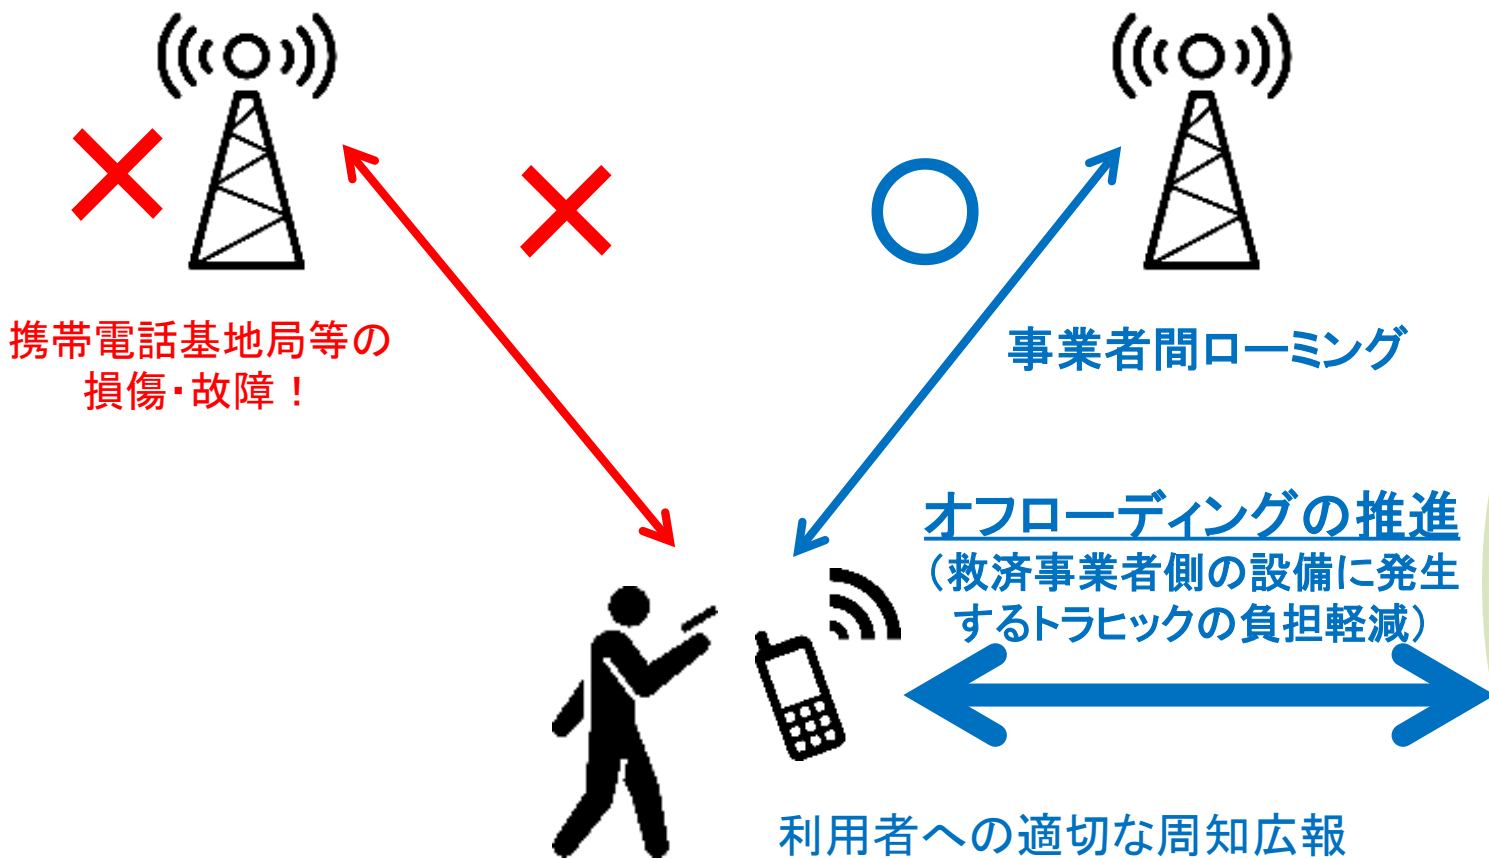 携帯電話基地局等の
損傷・故障！
事業者間ローミング
オフローディングの推進
（救済事業者側の設備に発生
するトラヒックの負担軽減）
利用者への適切な周知広報